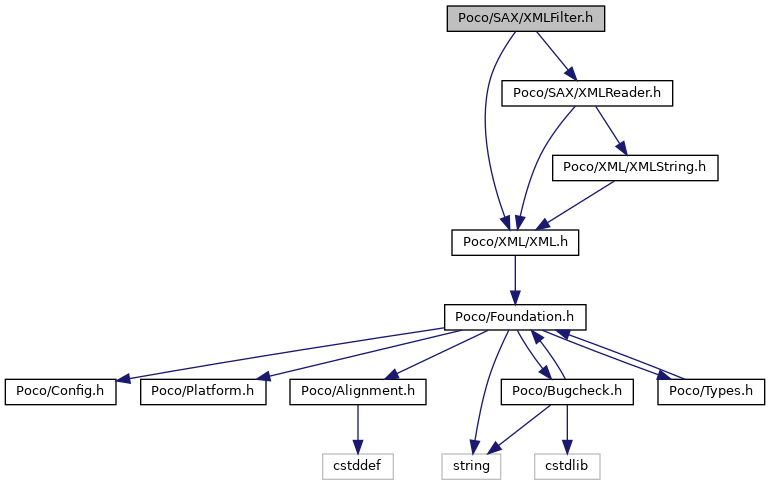 Poco/SAX/XMLFilter.h
Poco/SAX/XMLReader.h
Poco/XML/XMLString.h
Poco/XML/XML.h
Poco/Foundation.h
Poco/Config.h
Poco/Platform.h
Poco/Alignment.h
Poco/Bugcheck.h
Poco/Types.h
cstddef
string
cstdlib